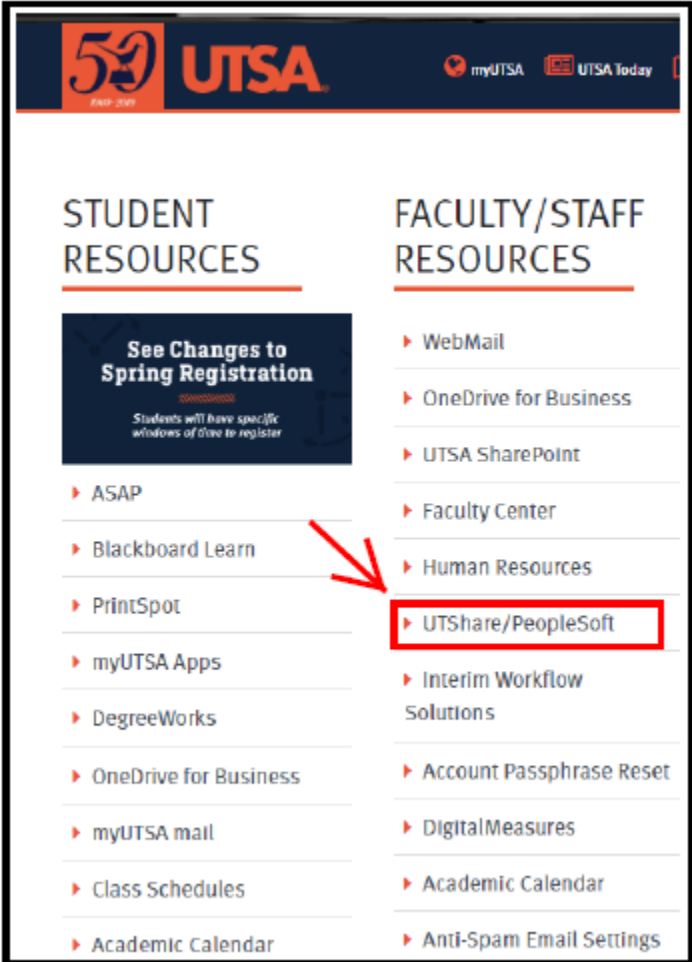 50
UTSA
myUTSA
UTSA Today
STUDENT
RESOURCES
See Changes to
Spring Registration
Students will have specific
windows of time to register
ASAP
Blackboard Learn
PrintSpot
myUTSA Apps
DegreeWorks
OneDrive for Business
myUTSA mail
Class Schedules
Academic Calendar
FACULTY/STAFF
RESOURCES
WebMail
OneDrive for Business
UTSA SharePoint
Faculty Center
Human Resources
UTShare/PeopleSoft
Interim Workflow
Solutions
Account Passphrase Reset
DigitalMeasures
Academic Calendar
Anti-Spam Email Settings